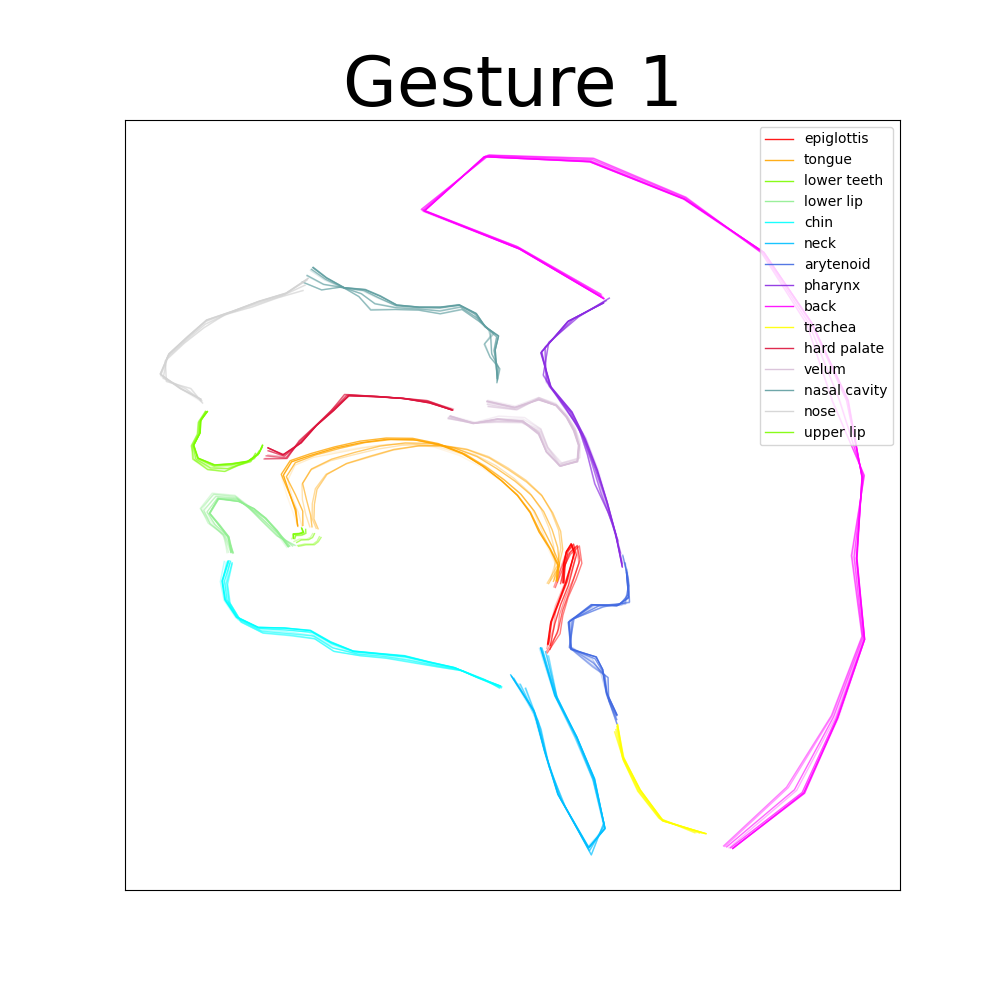 Gesture 1
epiglottis
tongue
lower teeth
lower lip
chin
neck
arytenoid
pharynx
back
trachea
hard palate
velum
nasal cavity
nose
upper lip